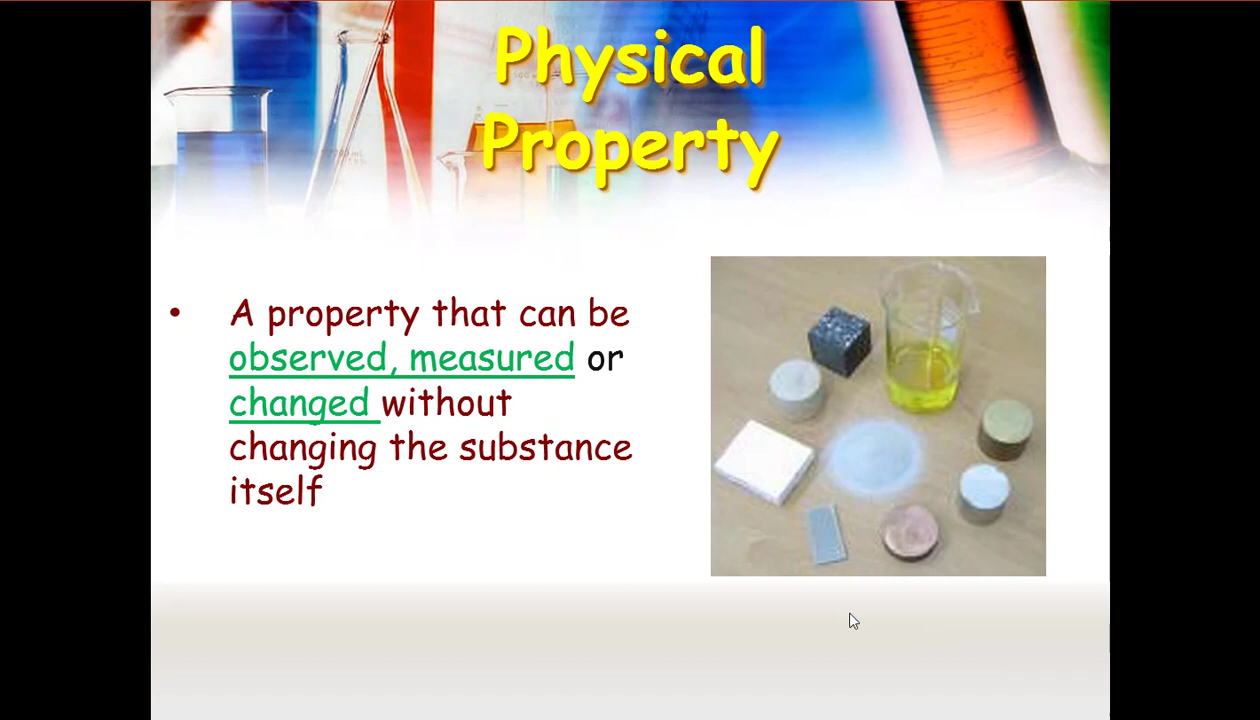 Physical
Property
• A property that can be
observed, measured or
changed without
changing the substance
itself